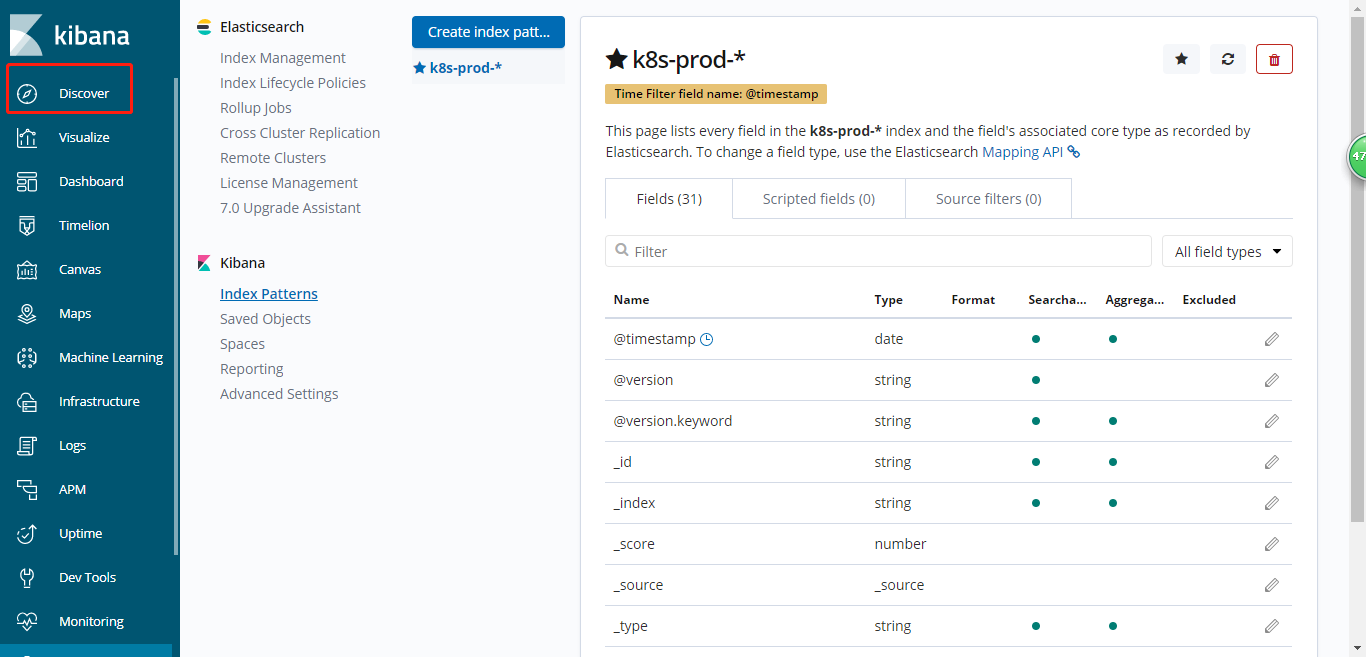 kibana
Discover
Visualize
Dashboard
Timelion
Canvas
Maps
Machine Learning
Infrastructure
Logs
APM
Uptime
Dev Tools
Monitoring
Elasticsearch
Index Management
Index Lifecycle Policies
Rollup Jobs
Cross Cluster Replication
Remote Clusters
License Management
7.0 Upgrade Assistant
Kibana
Index Patterns
Saved Objects
Spaces
Reporting
Advanced Settings
Create index patt...
k8s-prod-*
k8s-prod-*
Time Filter field name: @timestamp
This page lists every field in the k8s-prod-* index and the field's associated core type as recorded by
Elasticsearch. To change a field type, use the Elasticsearch Mapping API
Fields (31) Scripted fields (0) Source filters (0)
Filter All field types
Name Type Format Searcha... Aggrega... Excluded
@timestamp date
@version string
@version.keyword string
_id string
_index string
_score number
_source _source
_type string
47